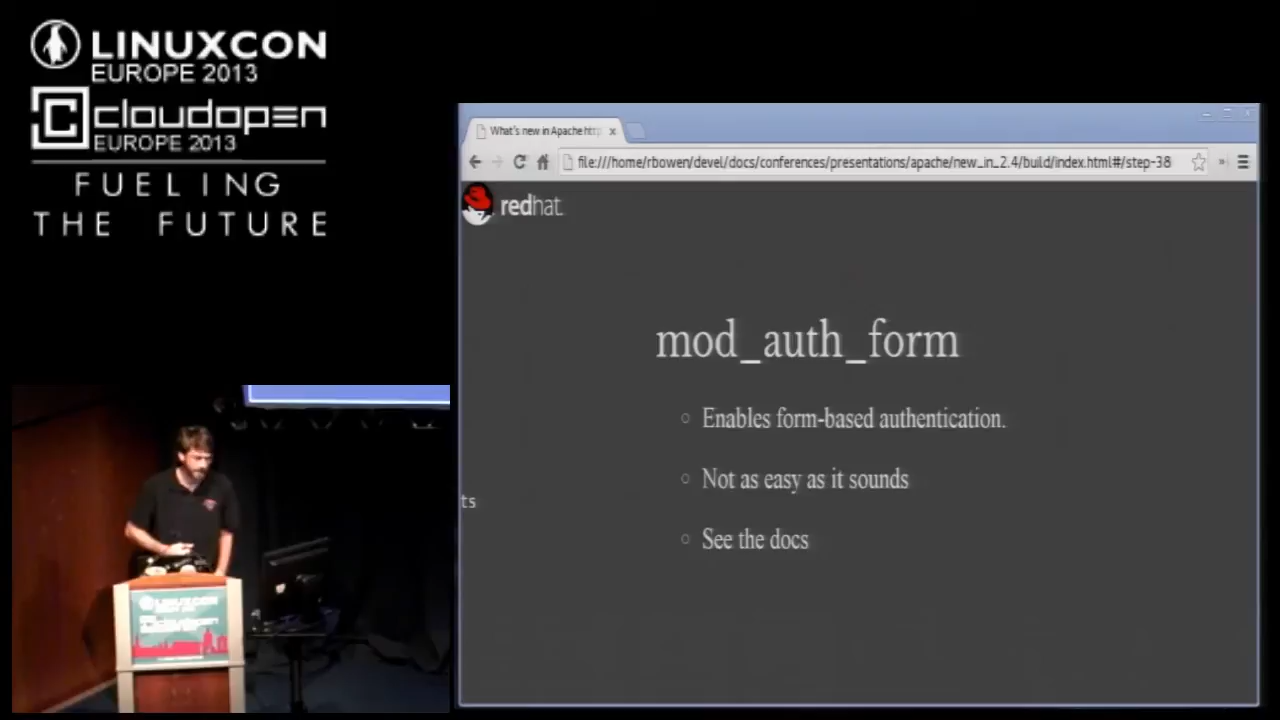 LINUXCON
EUROPE 2013
cloudopen
EUROPE 2013
FUELING
THE FUTURE
What's new in Apache http
file:///home/rbowen/devel/docs/conferences/presentations/apache/new_in_2.4/build/index.html#/step-38
redhat.
mod_auth_form
Enables form-based authentication.
Not as easy as it sounds
ts
See the docs
LINUXCON